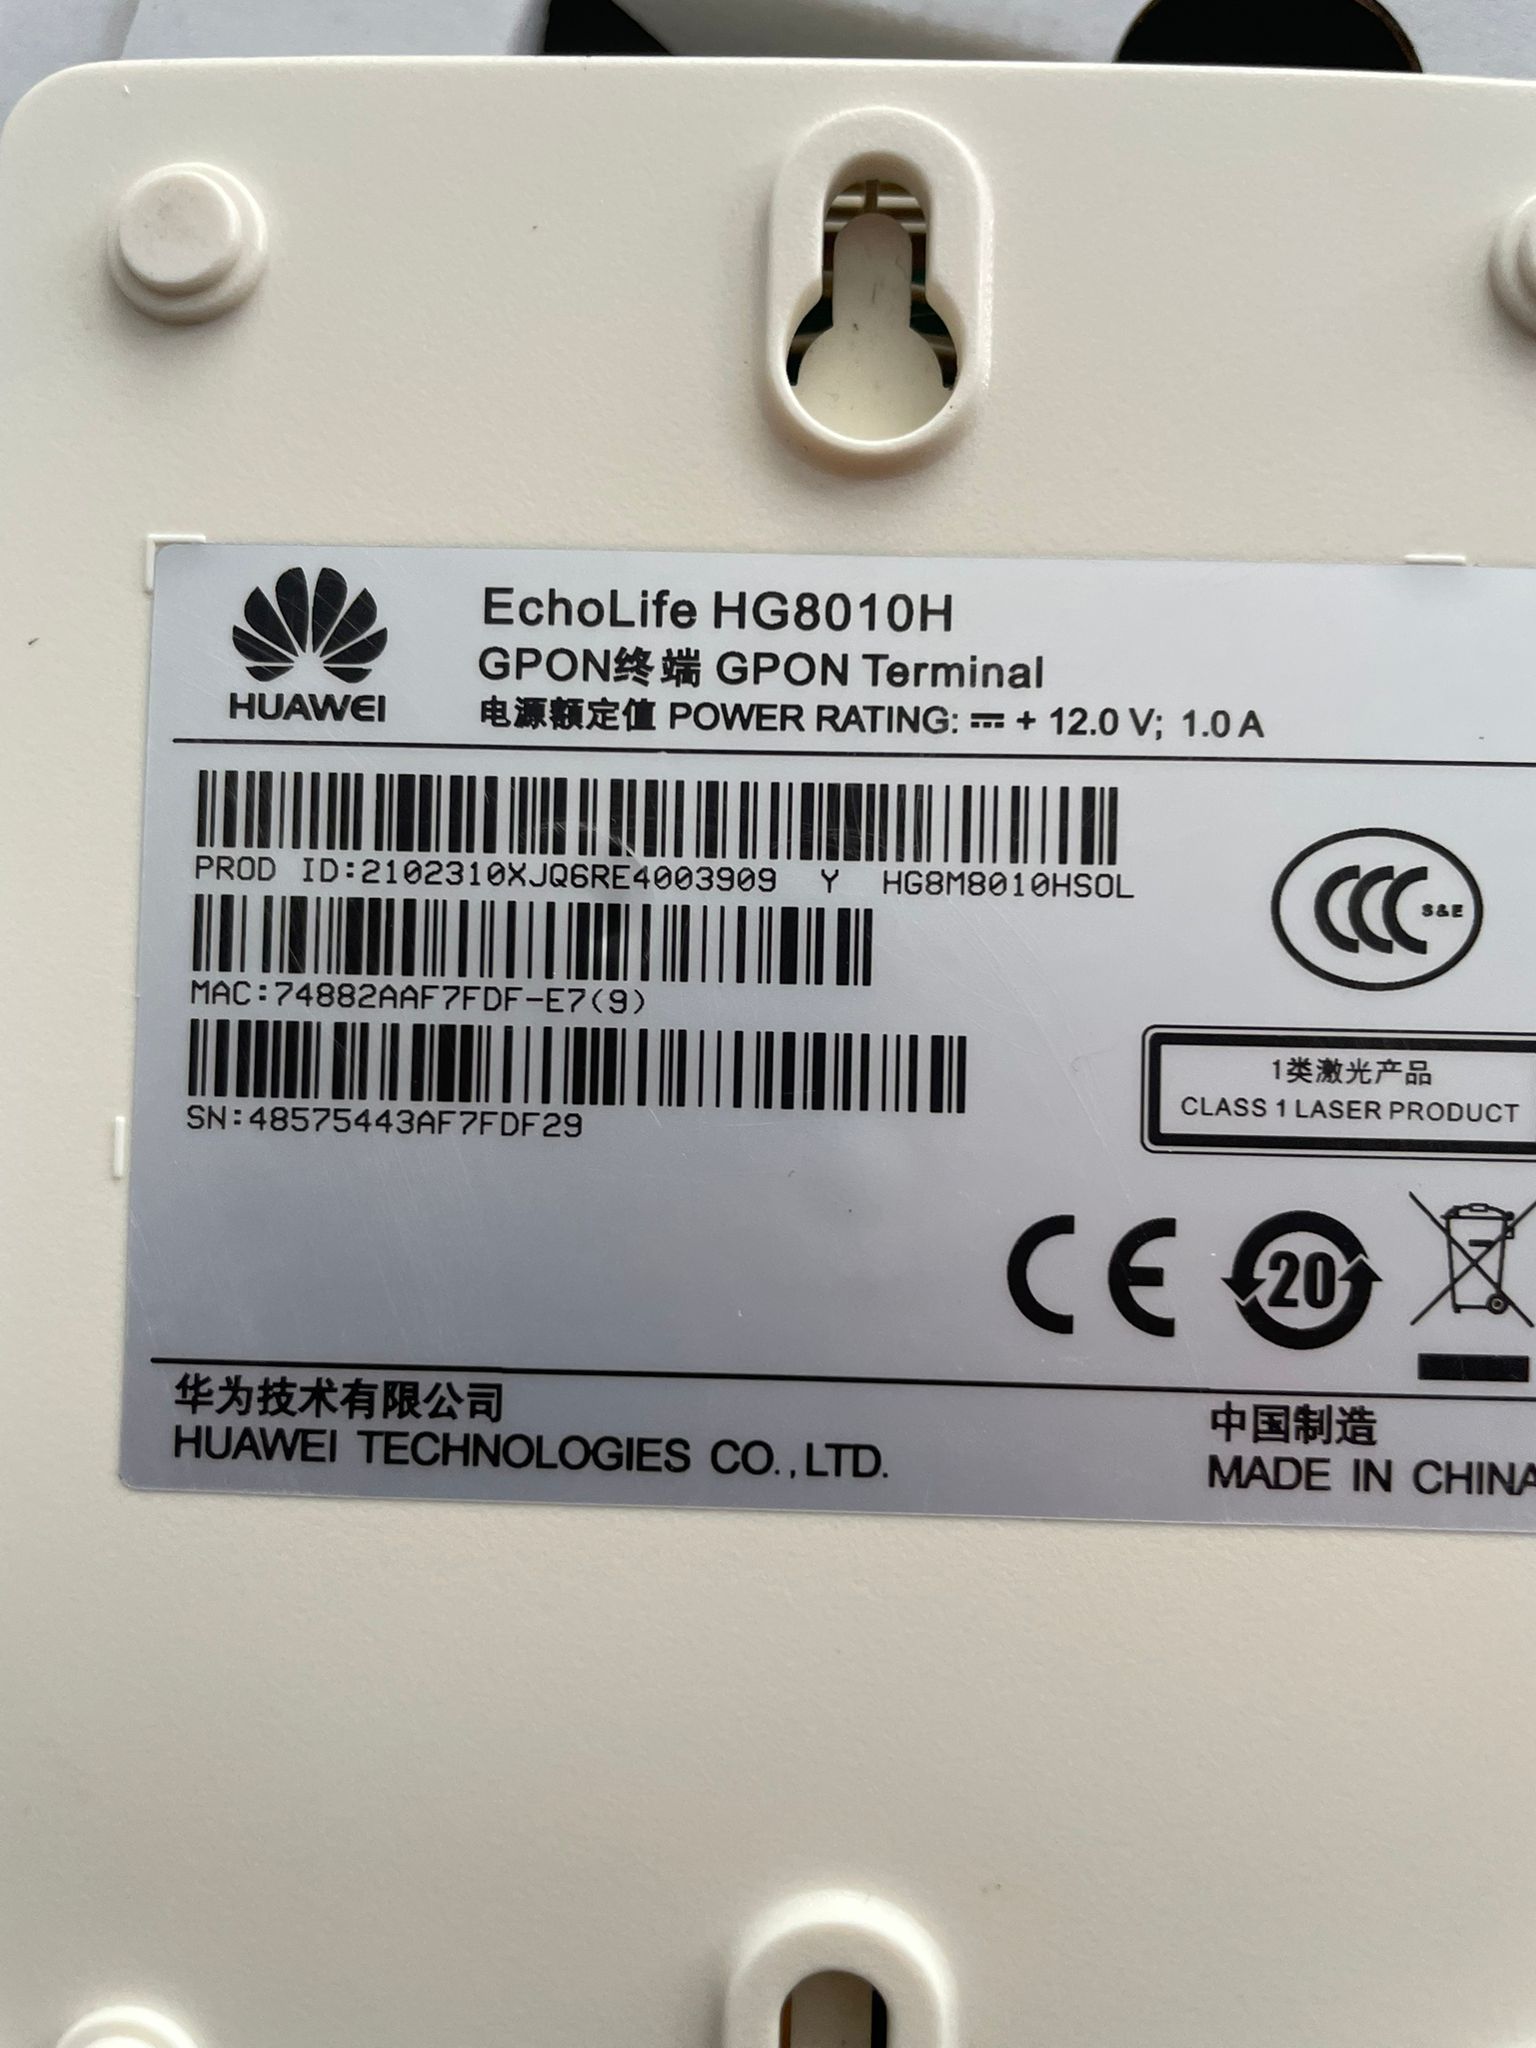 EchoLife HG8010H
GPON终端 GPON Terminal
HUAWEI
电源额定值 POWER RATING: ⎓ + 12.0 V; 1.0 A
PROD ID:2102310XJQ6RE4003909 Y HG8M8010HSOL
MAC:74882AAF7FDF-E7(9)
SN:48575443AF7FDF29
CCC S&E
1类激光产品
CLASS 1 LASER PRODUCT
CE 20
华为技术有限公司
HUAWEI TECHNOLOGIES CO.,LTD.
中国制造
MADE IN CHINA